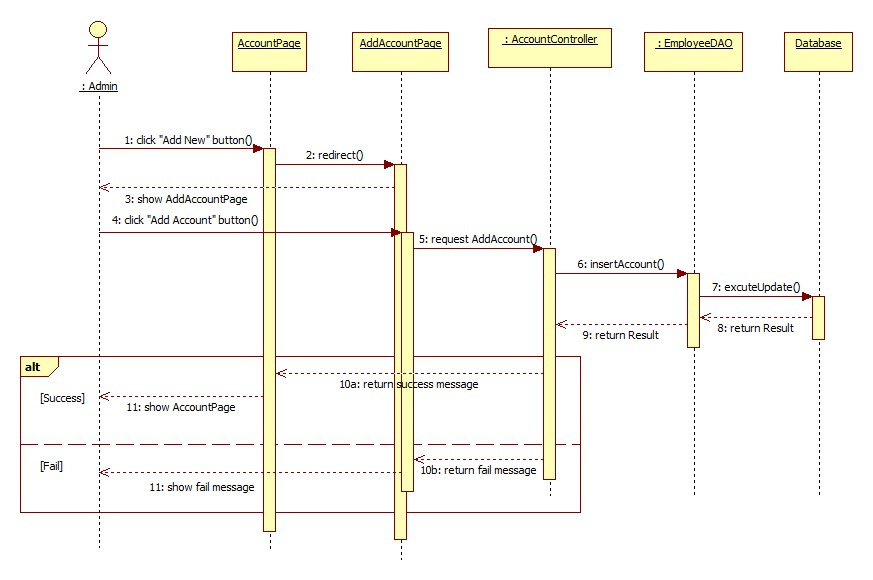 AccountPage
AddAccountPage
: AccountController
: EmployeeDAO
Database
: Admin
1: click "Add New" button()
2: redirect()
3: show AddAccountPage
4: click "Add Account" button()
5: request AddAccount()
6: insertAccount()
7: excuteUpdate()
8: return Result
9: return Result
alt
10a: return success message
[Success]
11: show AccountPage
[Fail]
10b: return fail message
11: show fail message